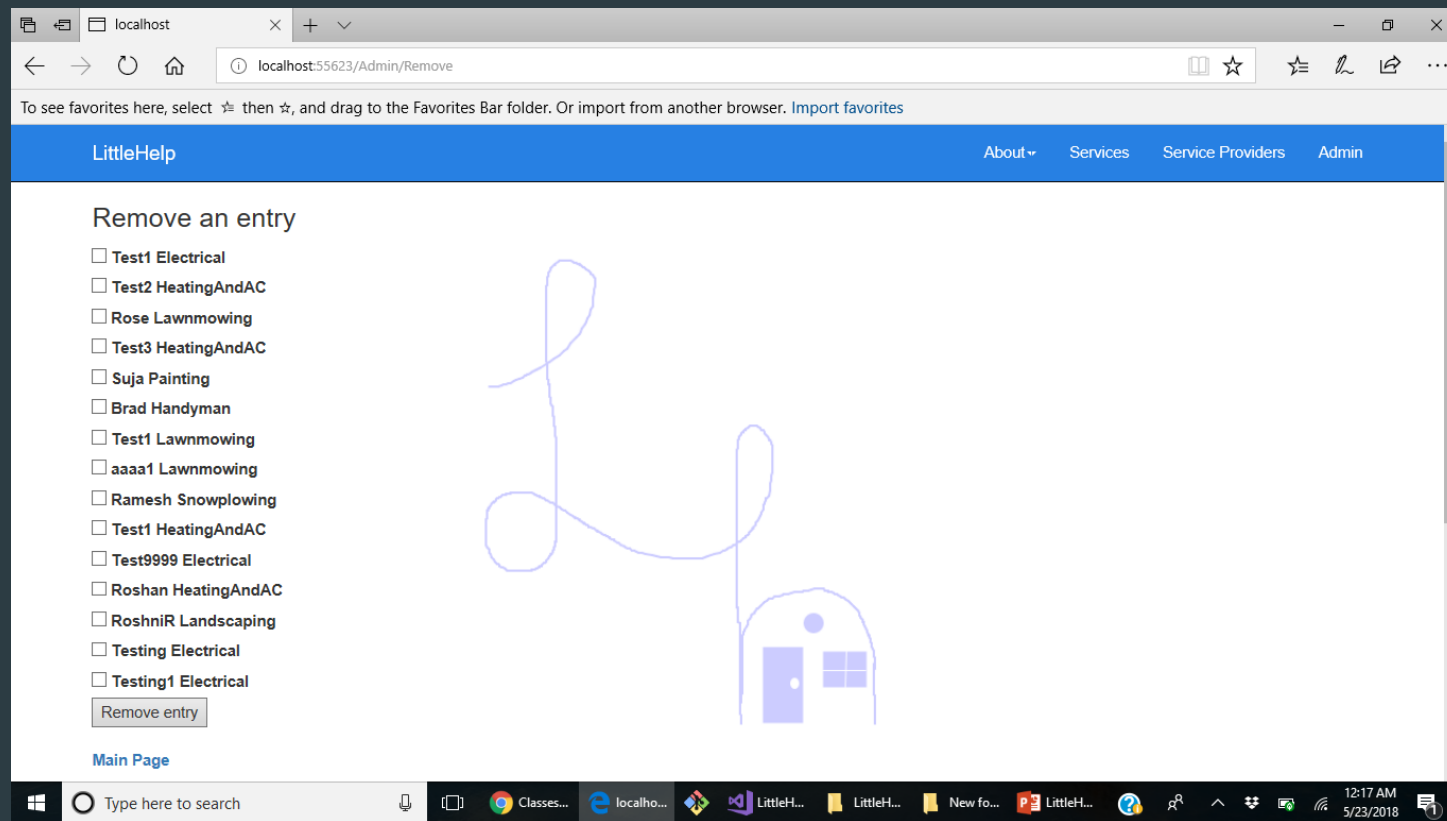 localhost
localhost:55623/Admin/Remove
To see favorites here, select then , and drag to the Favorites Bar folder. Or import from another browser. Import favorites
LittleHelp About Services Service Providers Admin
Remove an entry
Test1 Electrical
Test2 HeatingAndAC
Rose Lawnmowing
Test3 HeatingAndAC
Suja Painting
Brad Handyman
Test1 Lawnmowing
aaaa1 Lawnmowing
Ramesh Snowplowing
Test1 HeatingAndAC
Test9999 Electrical
Roshan HeatingAndAC
RoshniR Landscaping
Testing Electrical
Testing1 Electrical
Remove entry
Main Page
Type here to search Classes... localho... LittleH... LittleH... New fo... LittleH... 12:17 AM
5/23/2018 1